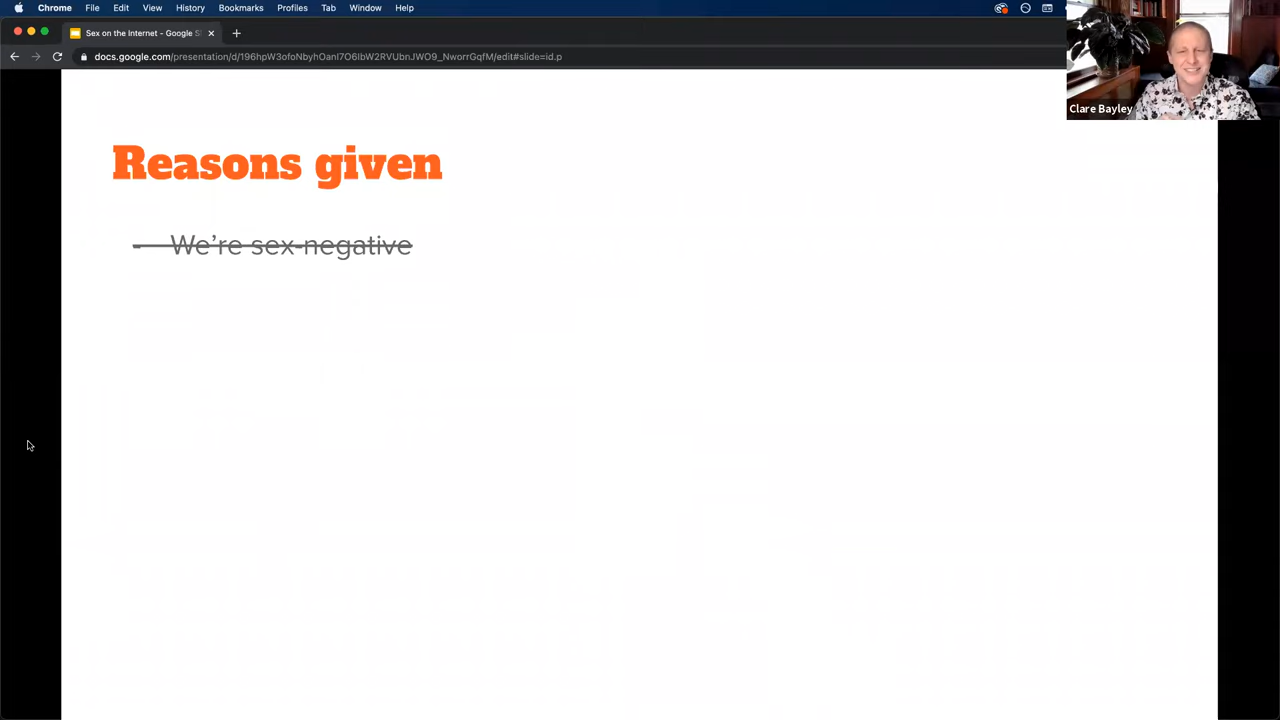 Chrome File Edit View History Bookmarks Profiles Tab Window Help
Sex on the Internet - Google Sl
docs.google.com/presentation/d/196hpW3ofoNbyhOanI7O6IbW2RVUbnJWO9_NworrGqfM/edit#slide=id.p
Clare Bayley
Reasons given
- We're sex-negative